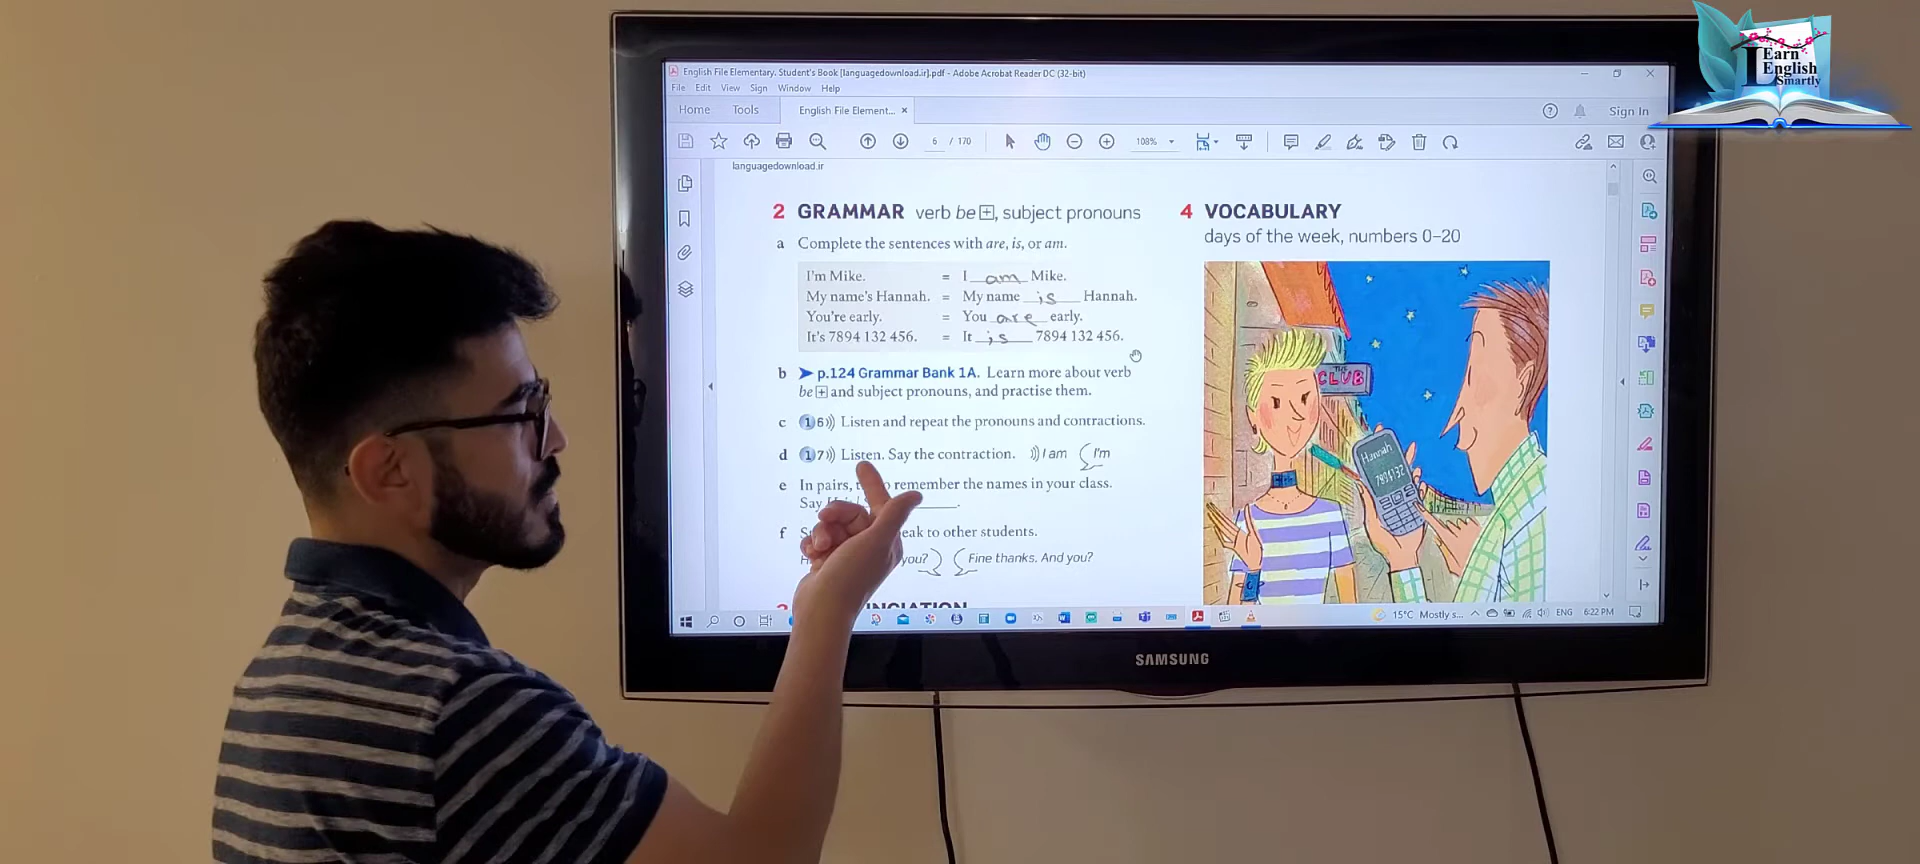 English File Elementary. Student's Book [languagedownload.ir].pdf - Adobe Acrobat Reader DC (32-bit)
File Edit View Sign Window Help
Home Tools English File Element... × Sign In
6 / 170 108%
languagedownload.ir
2 GRAMMAR verb be +, subject pronouns
a Complete the sentences with are, is, or am.
I'm Mike. = I am Mike.
My name's Hannah. = My name is Hannah.
You're early. = You are early.
It's 7894 132 456. = It is 7894 132 456.
b ➤ p.124 Grammar Bank 1A. Learn more about verb
be + and subject pronouns, and practise them.
c 1 6)) Listen and repeat the pronouns and contractions.
d 1 7)) Listen. Say the contraction. )) I am I'm
e In pairs, remember the names in your class.
Say
f to other students.
you? Fine thanks. And you?
3
4 VOCABULARY
days of the week, numbers 0–20
THE
CLUB
Hannah
7894132
15°C Mostly s... ENG 6:22 PM
SAMSUNG
Learn
English
Smartly